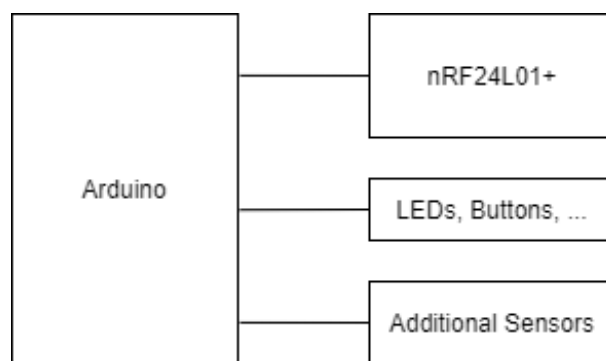 nRF24L01+
Arduino
LEDs, Buttons, ...
Additional Sensors